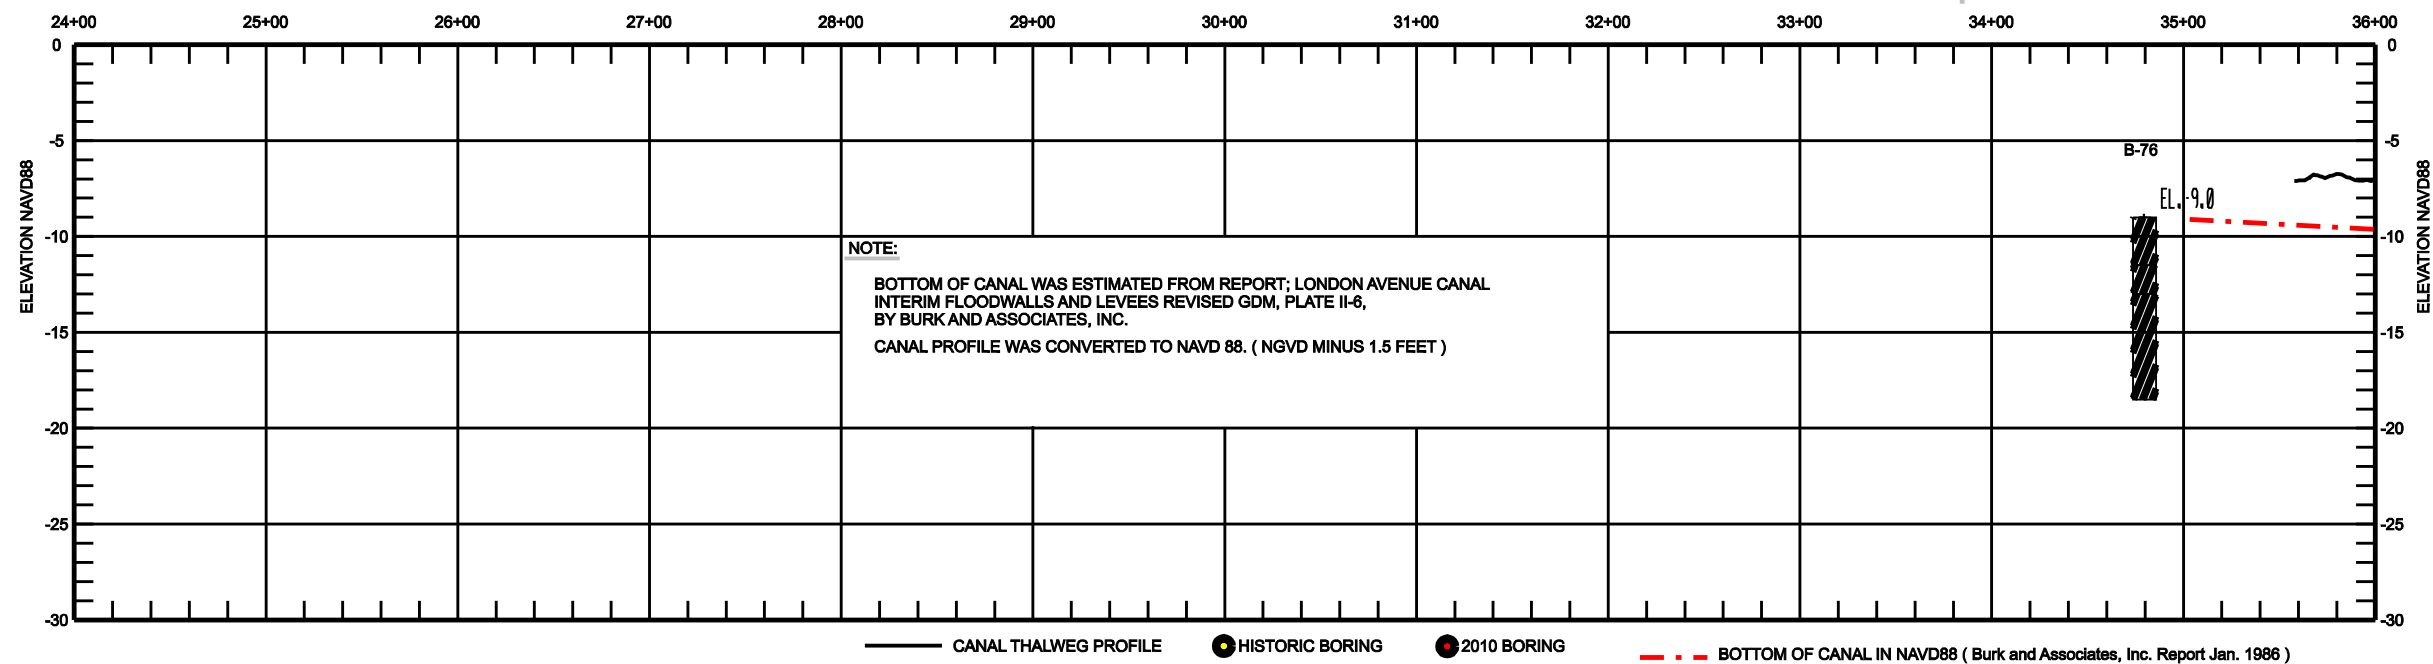 24+00 25+00 26+00 27+00 28+00 29+00 30+00 31+00 32+00 33+00 34+00 35+00 36+00
0 0
-5 -5
B-76
ELEVATION NAVD88 ELEVATION NAVD88
EL.-9.0
-10 -10
NOTE:
BOTTOM OF CANAL WAS ESTIMATED FROM REPORT; LONDON AVENUE CANAL
INTERIM FLOODWALLS AND LEVEES REVISED GDM, PLATE II-6,
BY BURK AND ASSOCIATES, INC.
-15 -15
CANAL PROFILE WAS CONVERTED TO NAVD 88. ( NGVD MINUS 1.5 FEET )
-20 -20
-25 -25
-30 -30
CANAL THALWEG PROFILE HISTORIC BORING 2010 BORING BOTTOM OF CANAL IN NAVD88 ( Burk and Associates, Inc. Report Jan. 1986 )